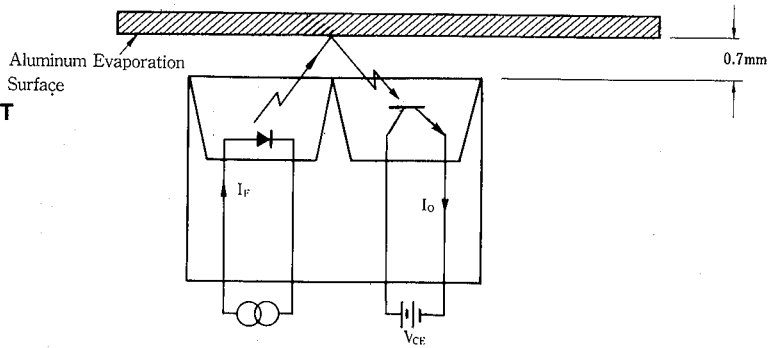 Aluminum Evaporation
Surface
T
0.7mm
IF
IO
VCE